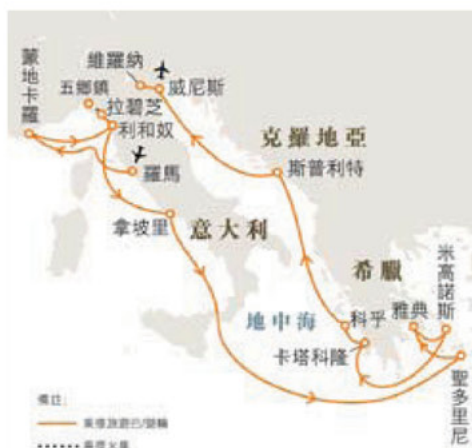 維羅納
威尼斯
蒙地卡羅
五鄉鎮
拉碧芝
利和奴
羅馬
克羅地亞
斯普利特
拿坡里
意大利
希臘
米高諾斯
雅典
地中海
科孚
卡塔科隆
聖多里尼
備註：